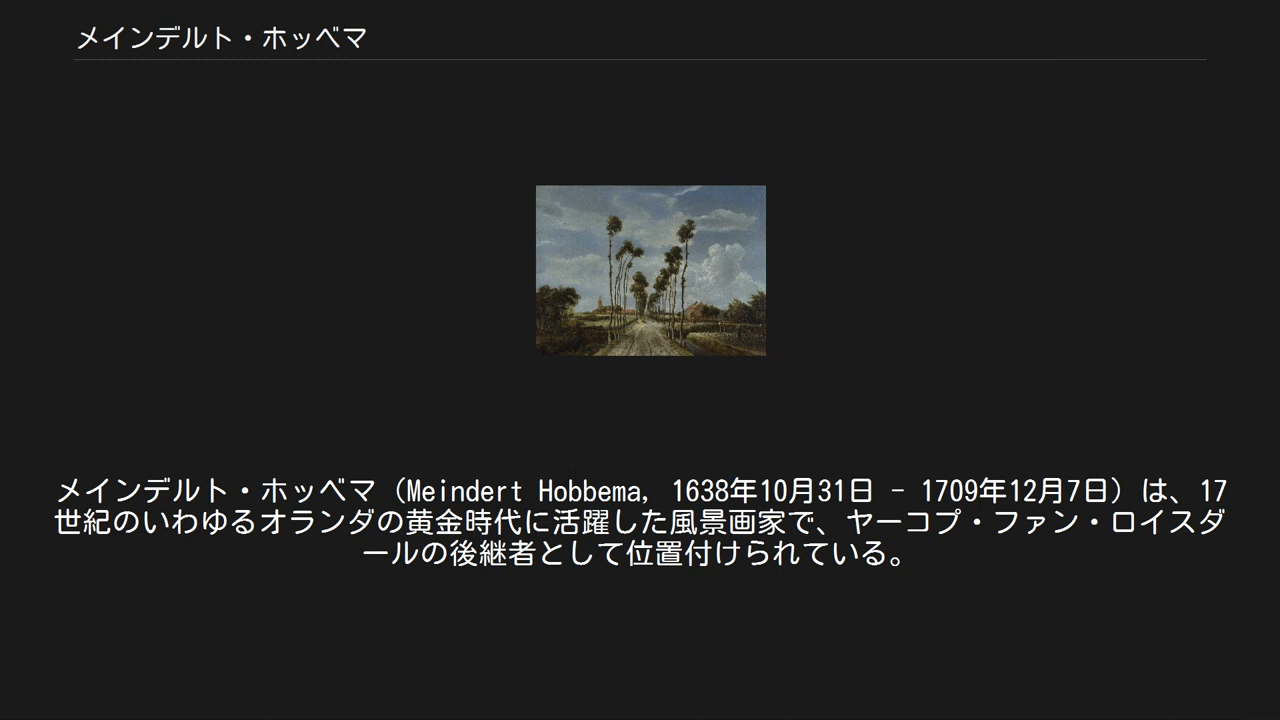 メインデルト・ホッベマ
メインデルト・ホッベマ（Meindert Hobbema, 1638年10月31日 - 1709年12月7日）は、17
世紀のいわゆるオランダの黄金時代に活躍した風景画家で、ヤーコプ・ファン・ロイスダ
ールの後継者として位置付けられている。